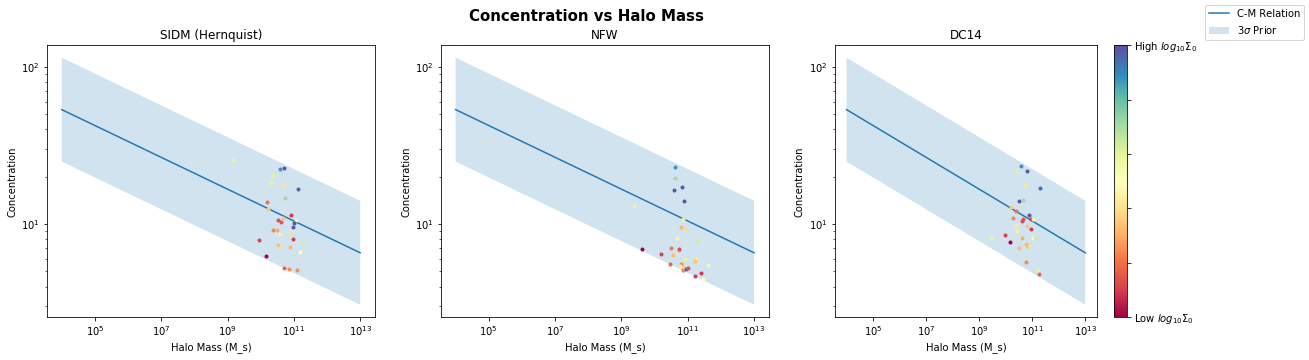 Concentration vs Halo Mass
C-M Relation
3σ Prior
SIDM (Hernquist)
NFW
DC14
Concentration
10²
10¹
10⁵
10⁷
10⁹
10¹¹
10¹³
Halo Mass (M_s)
Concentration
10²
10¹
10⁵
10⁷
10⁹
10¹¹
10¹³
Halo Mass (M_s)
Concentration
10²
10¹
10⁵
10⁷
10⁹
10¹¹
10¹³
Halo Mass (M_s)
High log₁₀Σ₀
Low log₁₀Σ₀